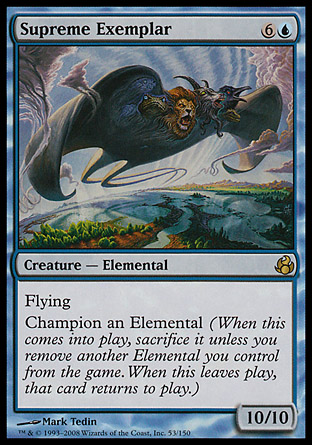 Supreme Exemplar 6
Creature — Elemental
Flying
Champion an Elemental (When this
comes into play, sacrifice it unless you
remove another Elemental you control
from the game. When this leaves play,
that card returns to play.)
Mark Tedin
™ & © 1993–2008 Wizards of the Coast, Inc. 53/150
10/10